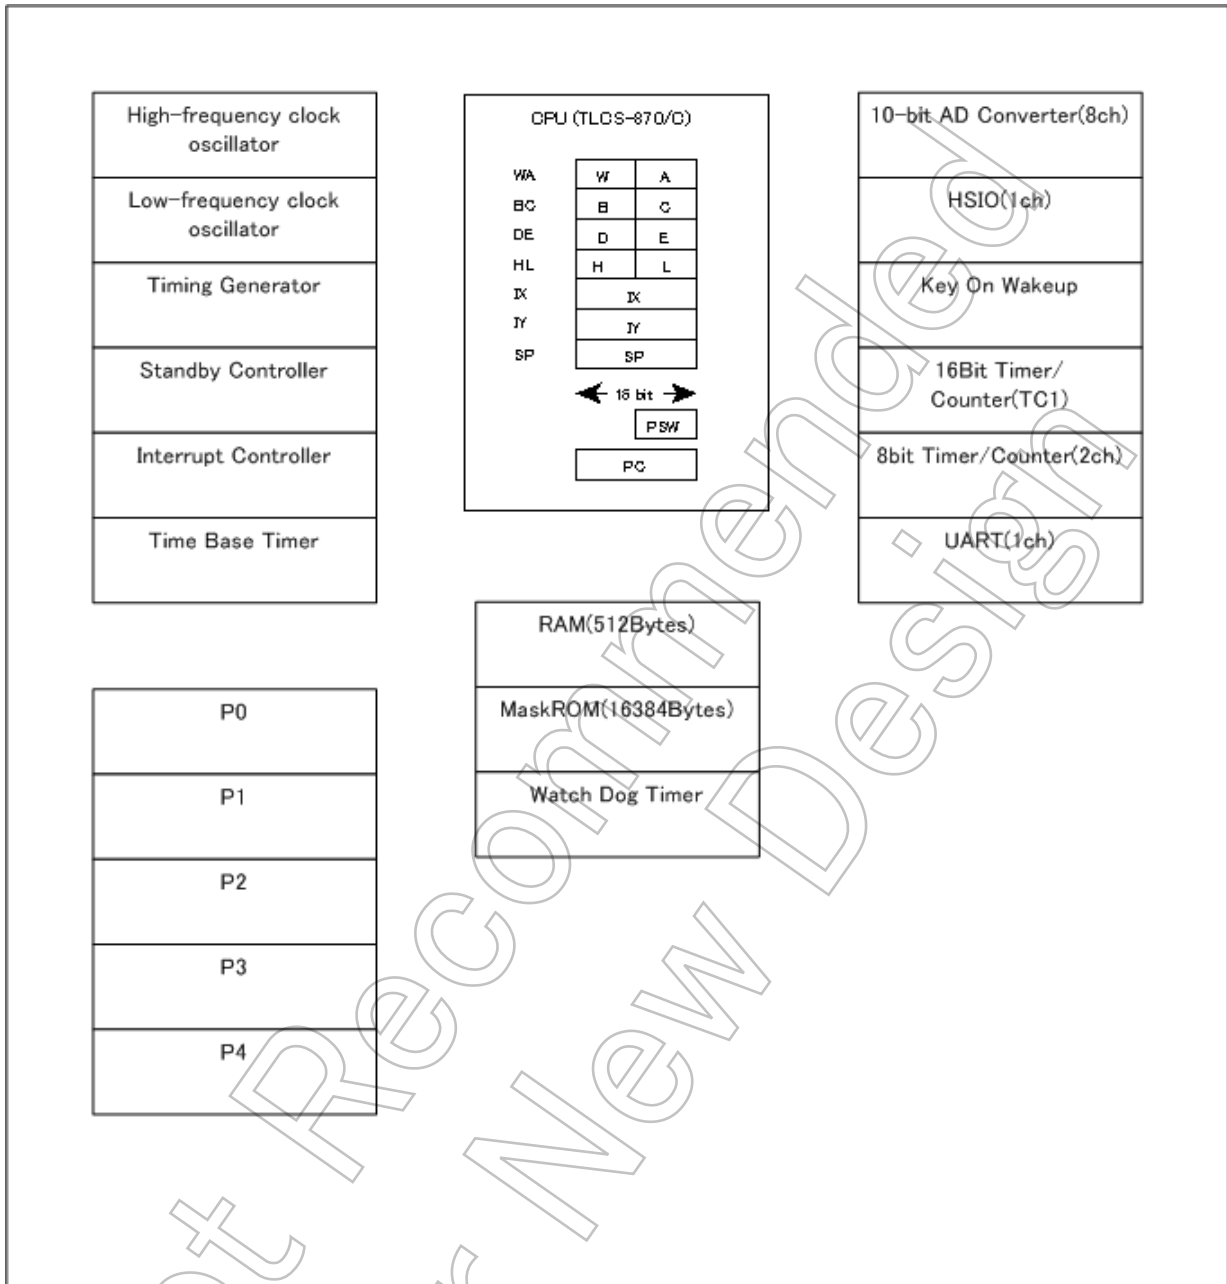 High-frequency clock
oscillator
Low-frequency clock
oscillator
Timing Generator
Standby Controller
Interrupt Controller
Time Base Timer
CPU (TLCS-870/C)
WA W A
BC B C
DE D E
HL H L
IX IX
IY IY
SP SP
16 bit
PSW
PC
10-bit AD Converter(8ch)
HSIO(1ch)
Key On Wakeup
16Bit Timer/
Counter(TC1)
8bit Timer/Counter(2ch)
UART(1ch)
RAM(512Bytes)
MaskROM(16384Bytes)
Watch Dog Timer
P0
P1
P2
P3
P4
Recommended
New Design